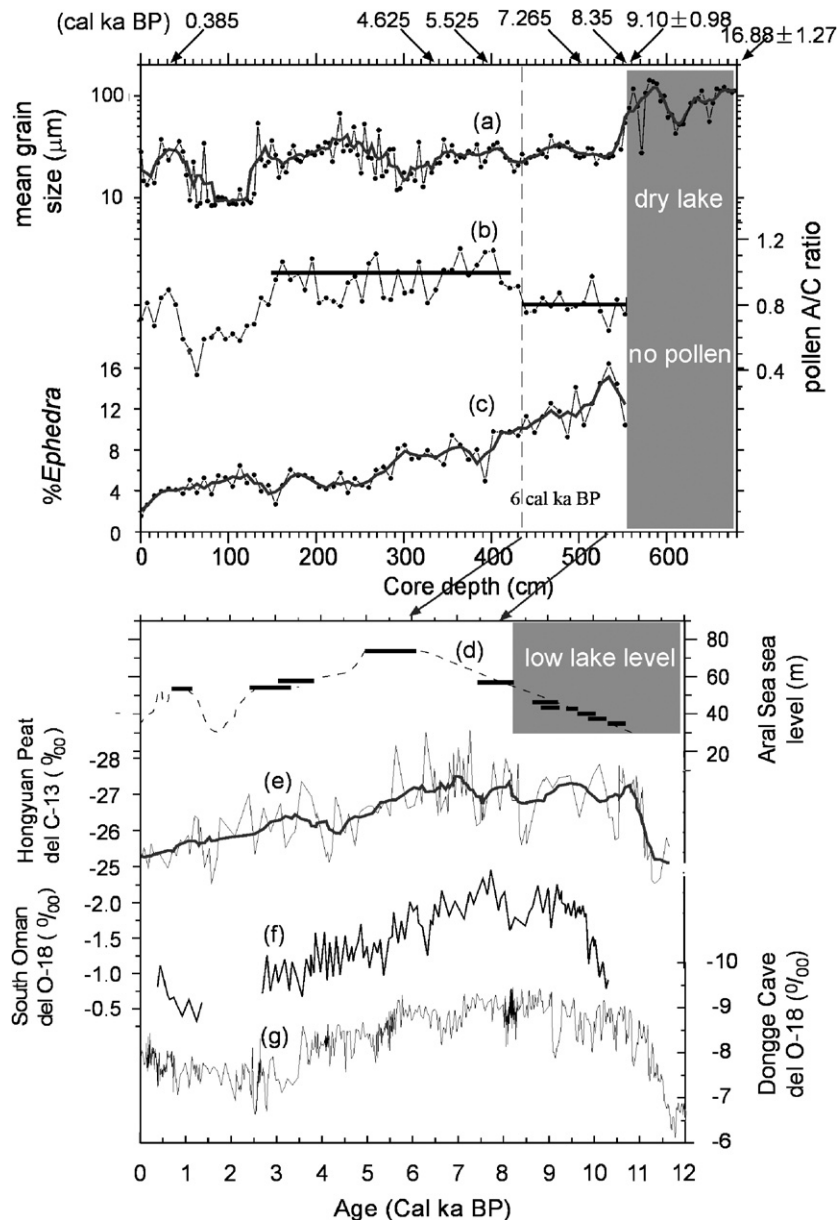 (cal ka BP) 0.385 4.625 5.525 7.265 8.35 9.10±0.98 16.88±1.27
mean grain
size (μm)
100
10
(a)
dry lake
(b)
1.2
0.8
0.4
pollen A/C ratio
no pollen
%Ephedra
16
12
8
4
0
(c)
6 cal ka BP
0 100 200 300 400 500 600
Core depth (cm)
(d)
low lake level
80
60
40
20
Aral Sea sea
level (m)
Hongyuan Peat
del C-13 (‰)
-28
-27
-26
-25
(e)
South Oman
del O-18 (‰)
-2.0
-1.5
-1.0
-0.5
(f)
(g)
-10
-9
-8
-7
-6
Dongge Cave
del O-18 (‰)
0 1 2 3 4 5 6 7 8 9 10 11 12
Age (Cal ka BP)